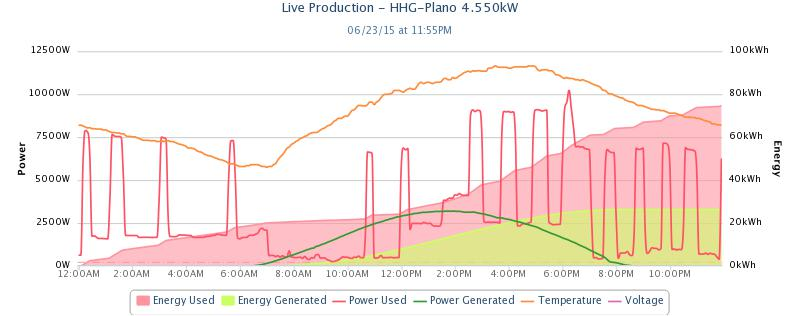 Live Production - HHG-Plano 4.550kW
06/23/15 at 11:55PM
12500W 100kWh
10000W 80kWh
7500W 60kWh
5000W 40kWh
2500W 20kWh
0W 0kWh
Power
Energy
12:00AM 2:00AM 4:00AM 6:00AM 8:00AM 10:00AM 12:00PM 2:00PM 4:00PM 6:00PM 8:00PM 10:00PM
Energy Used Energy Generated Power Used Power Generated Temperature Voltage